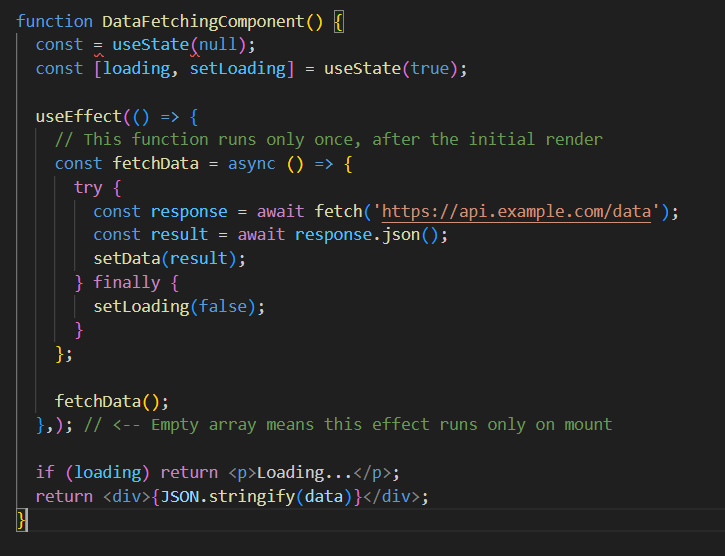 function DataFetchingComponent() {
const = useState(null);
const [loading, setLoading] = useState(true);
useEffect(() => {
// This function runs only once, after the initial render
const fetchData = async () => {
try {
const response = await fetch('https://api.example.com/data');
const result = await response.json();
setData(result);
} finally {
setLoading(false);
}
};
fetchData();
},); // <-- Empty array means this effect runs only on mount
if (loading) return <p>Loading...</p>;
return <div>{JSON.stringify(data)}</div>;
}